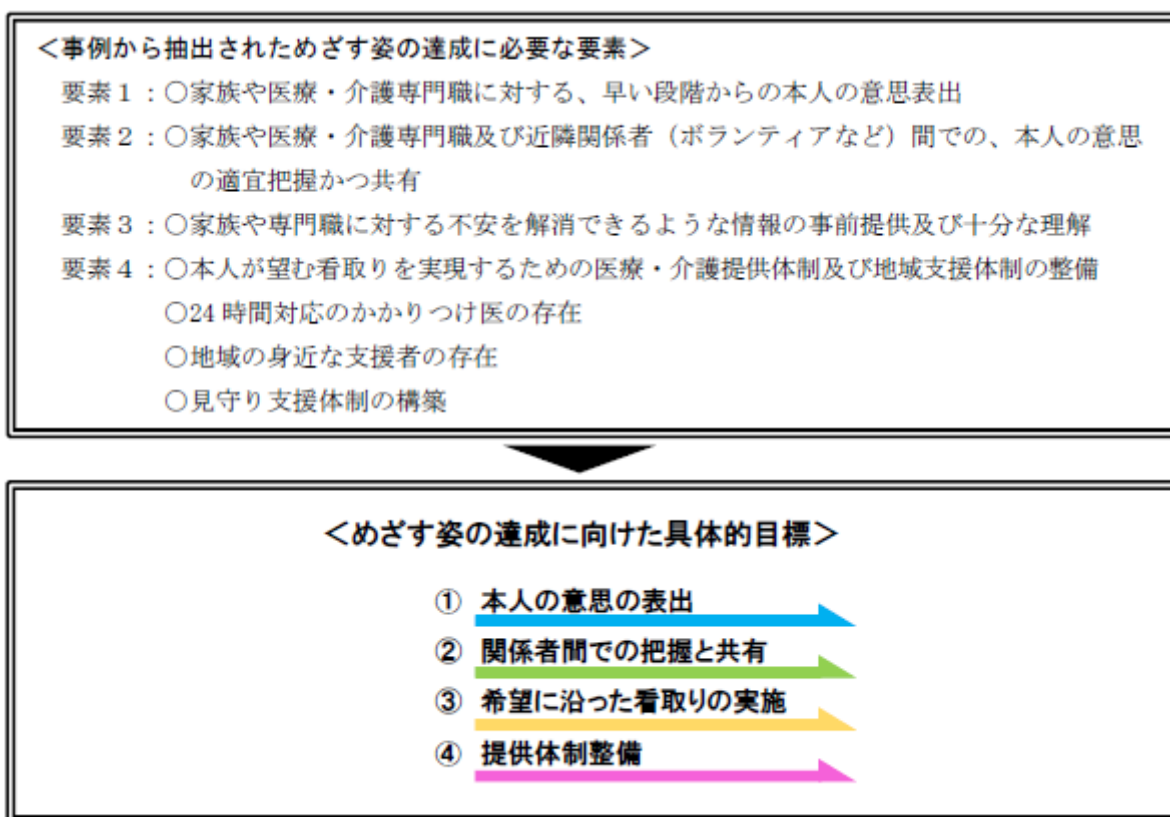 ＜事例から抽出されためざす姿の達成に必要な要素＞
要素１：○家族や医療・介護専門職に対する、早い段階からの本人の意思表出
要素２：○家族や医療・介護専門職及び近隣関係者（ボランティアなど）間での、本人の意思
の適宜把握かつ共有
要素３：○家族や専門職に対する不安を解消できるような情報の事前提供及び十分な理解
要素４：○本人が望む看取りを実現するための医療・介護提供体制及び地域支援体制の整備
○24 時間対応のかかりつけ医の存在
○地域の身近な支援者の存在
○見守り支援体制の構築
＜めざす姿の達成に向けた具体的目標＞
① 本人の意思の表出
② 関係者間での把握と共有
③ 希望に沿った看取りの実施
④ 提供体制整備